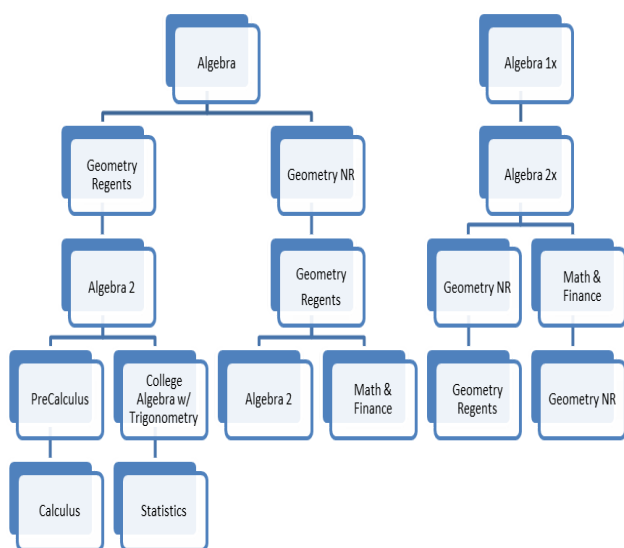 Algebra
Algebra 1x
Geometry
Regents
Geometry NR
Algebra 2x
Algebra 2
Geometry
Regents
Geometry NR
Math &
Finance
PreCalculus
College
Algebra w/
Trigonometry
Algebra 2
Math &
Finance
Geometry
Regents
Geometry NR
Calculus
Statistics